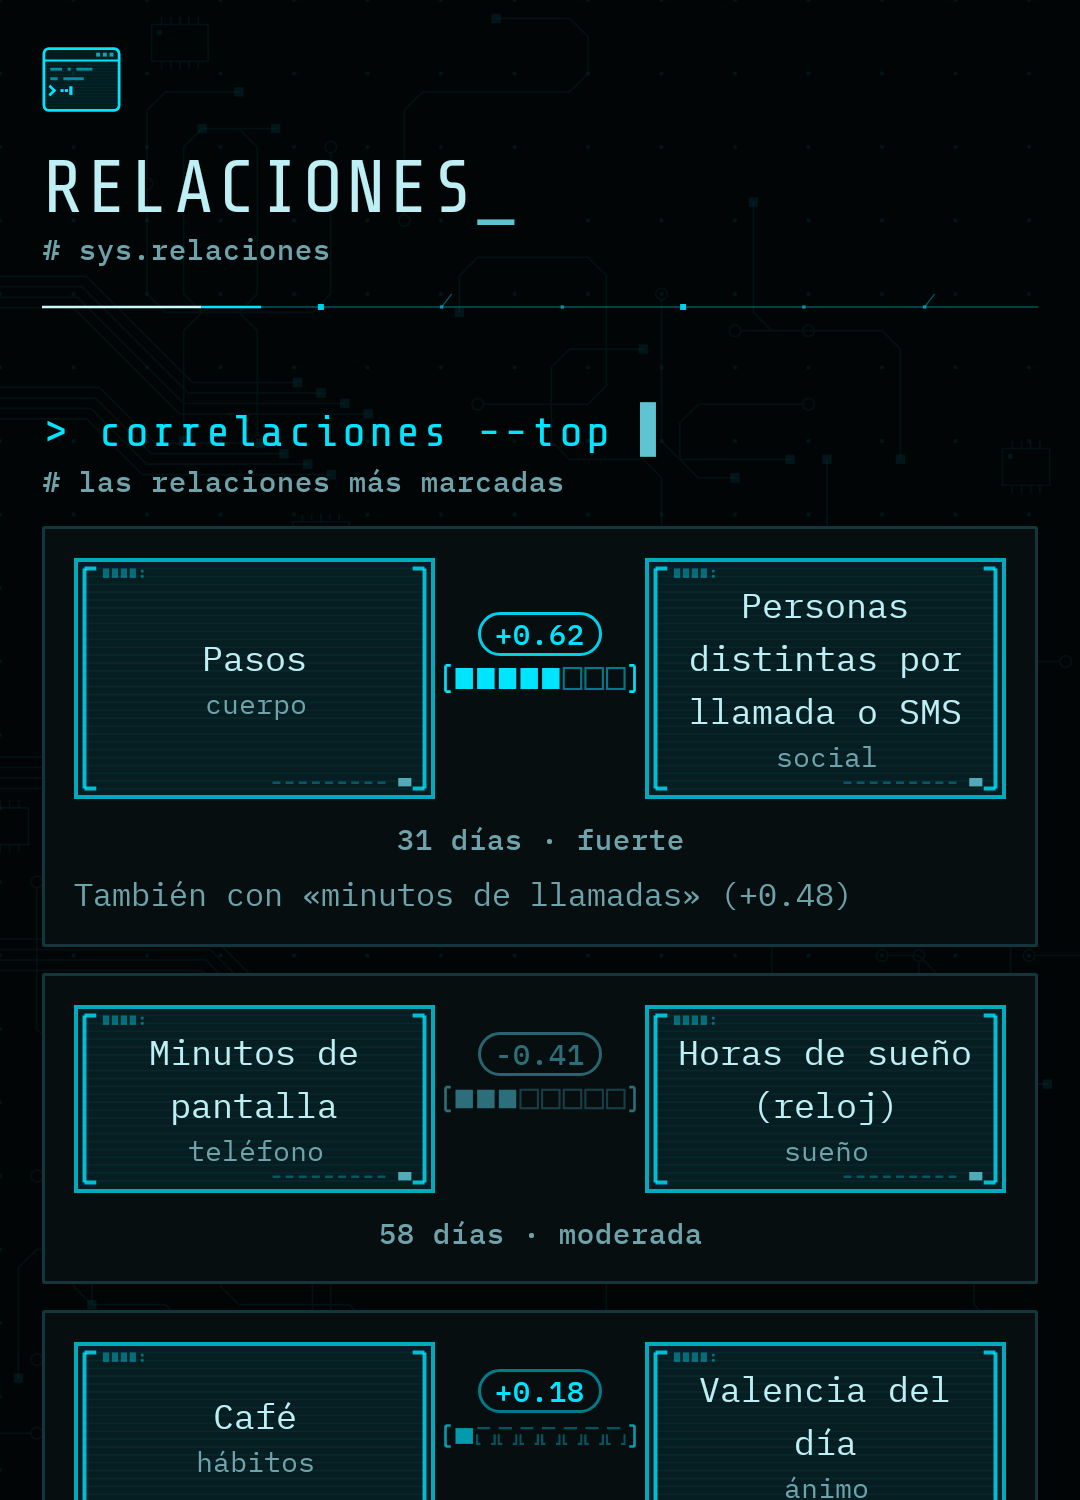 RELACIONES_
# sys.relaciones
> correlaciones --top
# las relaciones más marcadas
Pasos
cuerpo
+0.62
Personas
distintas por
llamada o SMS
social
31 días · fuerte
También con «minutos de llamadas» (+0.48)
Minutos de
pantalla
teléfono
-0.41
Horas de sueño
(reloj)
sueño
58 días · moderada
Café
hábitos
+0.18
Valencia del
día
ánimo